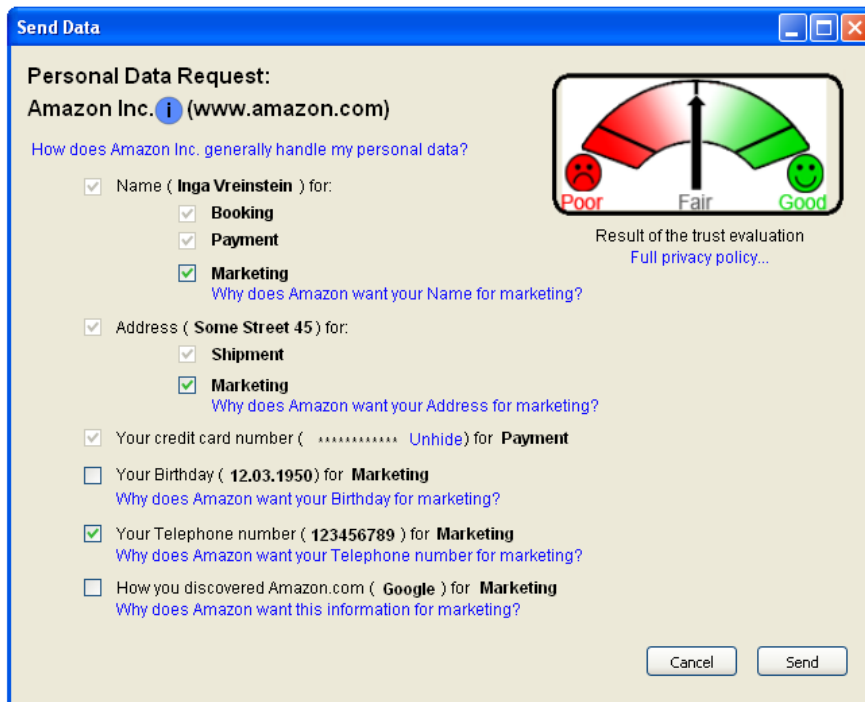 Send Data
Personal Data Request:
Amazon Inc. i (www.amazon.com)
How does Amazon Inc. generally handle my personal data?
Poor Fair Good
Result of the trust evaluation
Full privacy policy...
Name ( Inga Vreinstein ) for:
Booking
Payment
Marketing
Why does Amazon want your Name for marketing?
Address ( Some Street 45 ) for:
Shipment
Marketing
Why does Amazon want your Address for marketing?
Your credit card number ( ************ Unhide) for Payment
Your Birthday ( 12.03.1950) for Marketing
Why does Amazon want your Birthday for marketing?
Your Telephone number ( 123456789 ) for Marketing
Why does Amazon want your Telephone number for marketing?
How you discovered Amazon.com ( Google ) for Marketing
Why does Amazon want this information for marketing?
Cancel Send